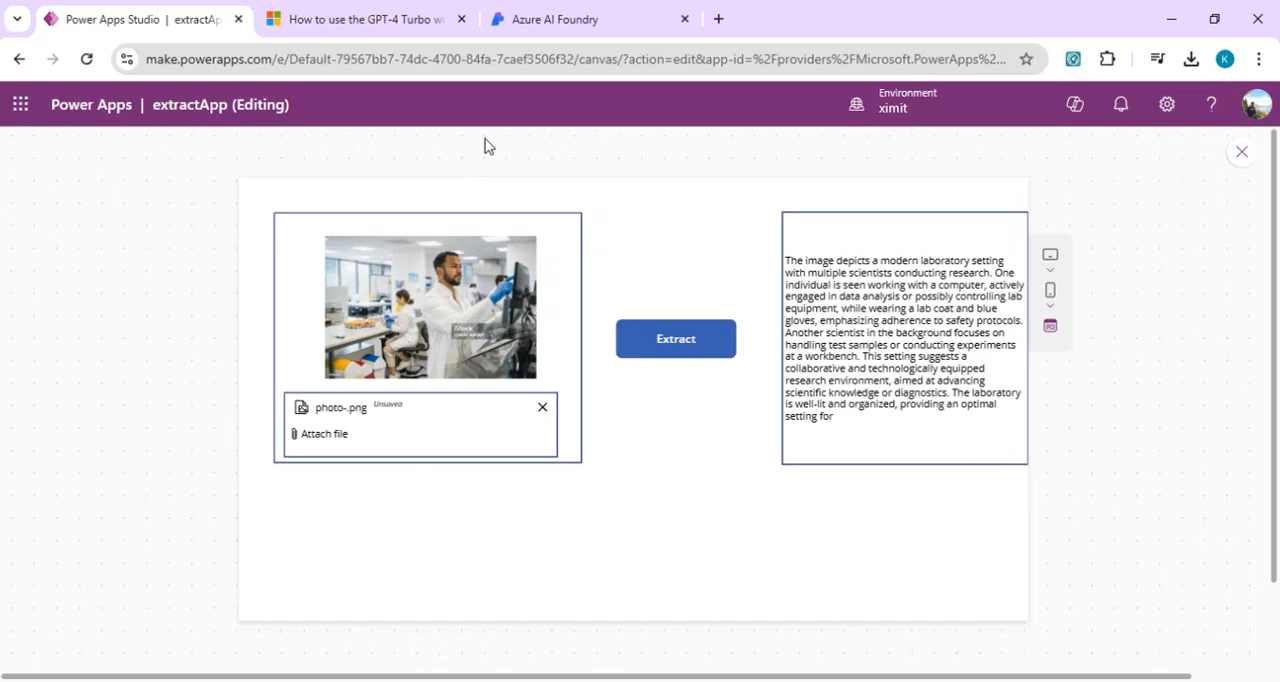 Power Apps Studio | extractAp
How to use the GPT-4 Turbo w
Azure AI Foundry
make.powerapps.com/e/Default-79567bb7-74dc-4700-84fa-7caef3506f32/canvas/?action=edit&app-id=%2Fproviders%2FMicrosoft.PowerApps%2...
K
Power Apps | extractApp (Editing)
Environment
ximit
iStock
Extract
photo-.png Unsaved
Attach file
The image depicts a modern laboratory setting
with multiple scientists conducting research. One
individual is seen working with a computer, actively
engaged in data analysis or possibly controlling lab
equipment, while wearing a lab coat and blue
gloves, emphasizing adherence to safety protocols.
Another scientist in the background focuses on
handling test samples or conducting experiments
at a workbench. This setting suggests a
collaborative and technologically equipped
research environment, aimed at advancing
scientific knowledge or diagnostics. The laboratory
is well-lit and organized, providing an optimal
setting for